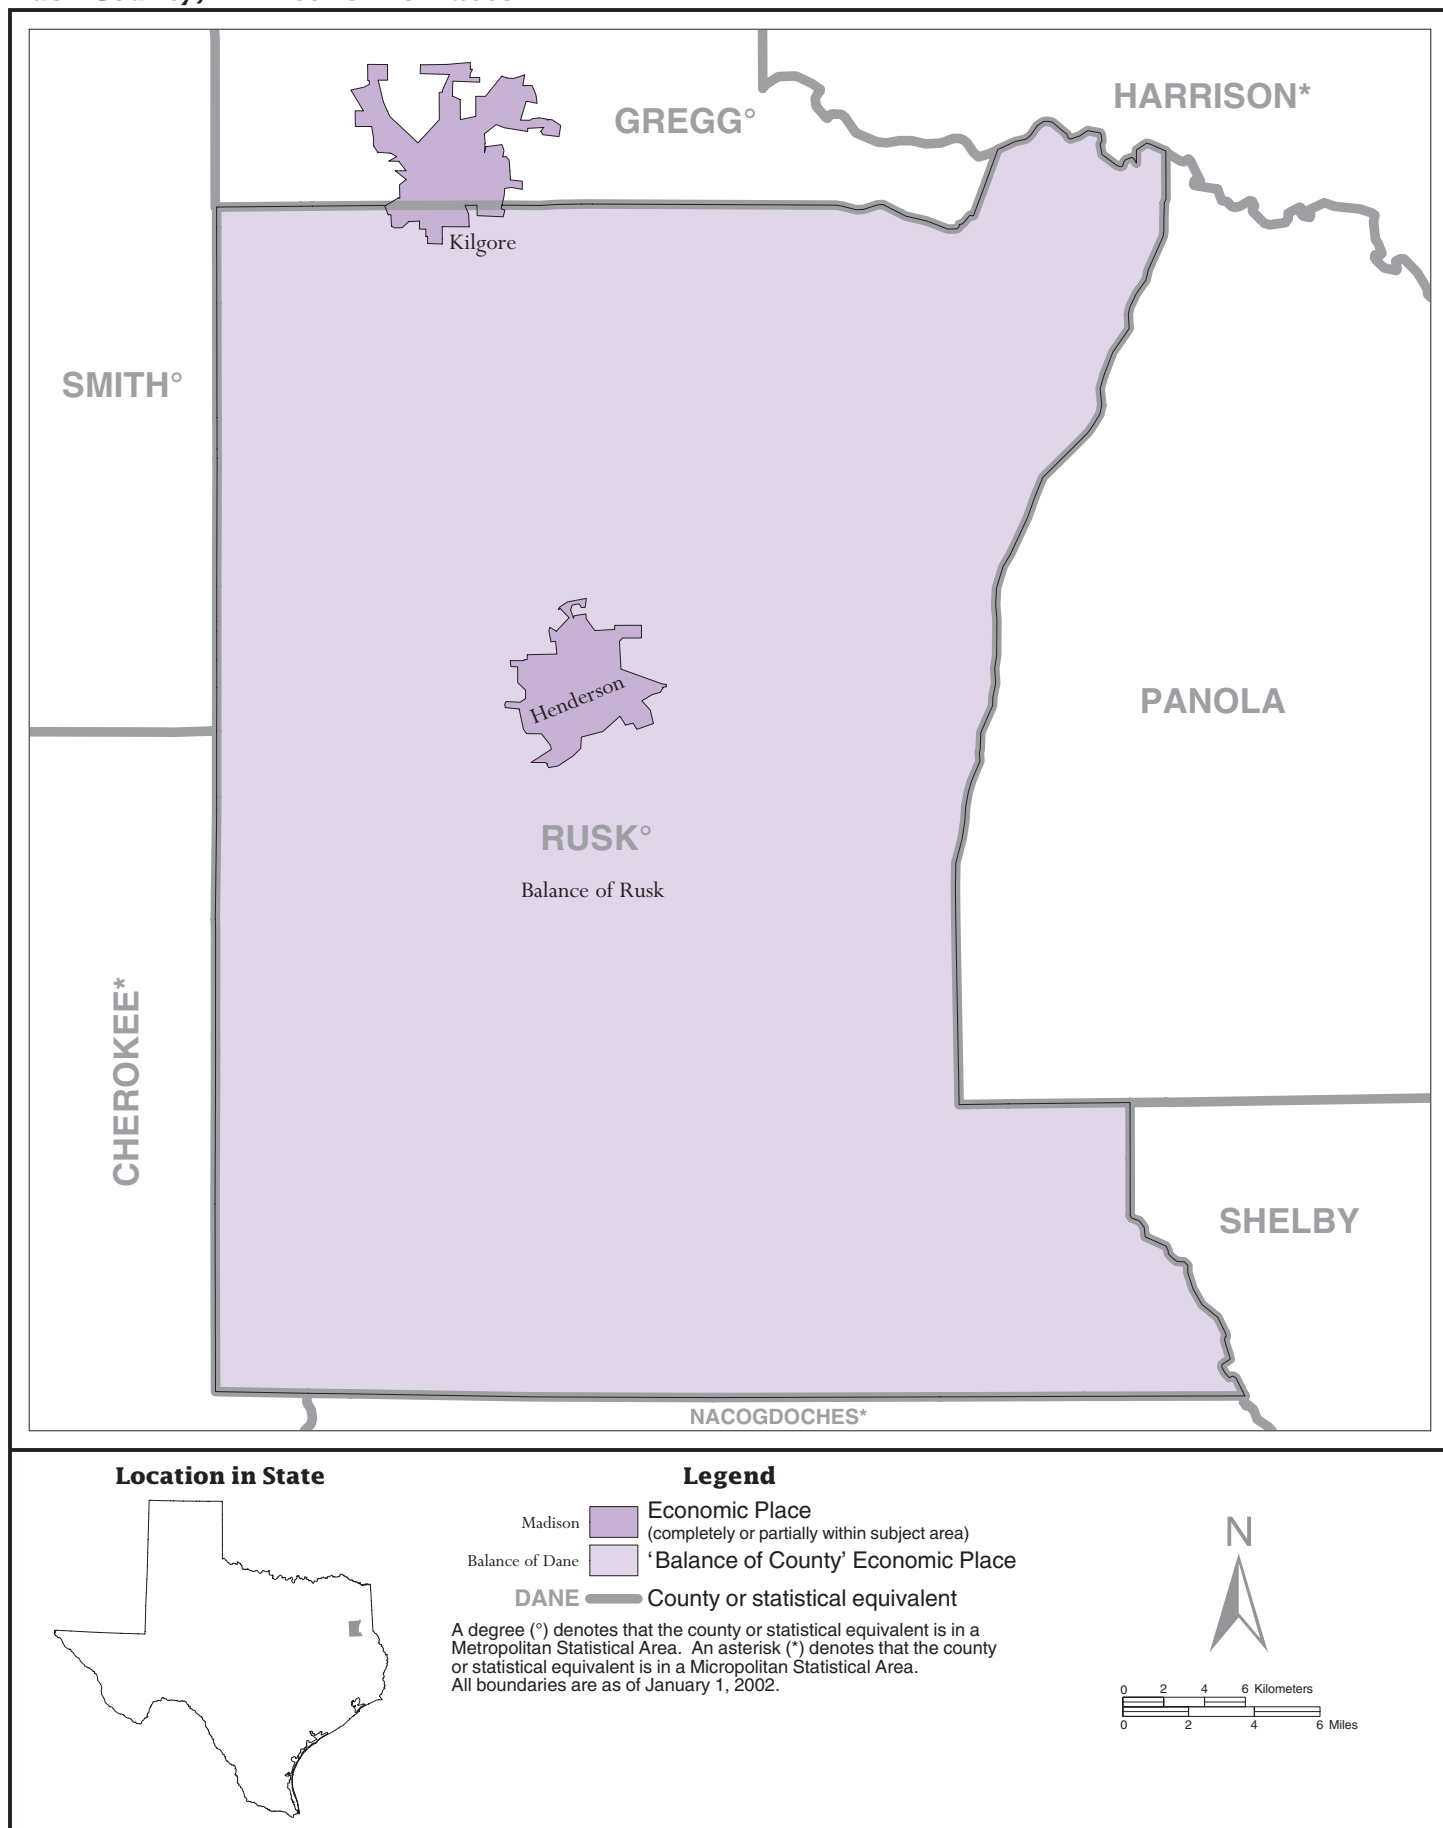 HARRISON*
GREGG°
Kilgore
SMITH°
Henderson
PANOLA
RUSK°
Balance of Rusk
CHEROKEE*
SHELBY
NACOGDOCHES*
Location in State
Legend
Madison
Economic Place
(completely or partially within subject area)
Balance of Dane
‘Balance of County’ Economic Place
DANE
County or statistical equivalent
A degree (°) denotes that the county or statistical equivalent is in a
Metropolitan Statistical Area. An asterisk (*) denotes that the county
or statistical equivalent is in a Micropolitan Statistical Area.
All boundaries are as of January 1, 2002.
N
0 2 4 6 Kilometers
0 2 4 6 Miles